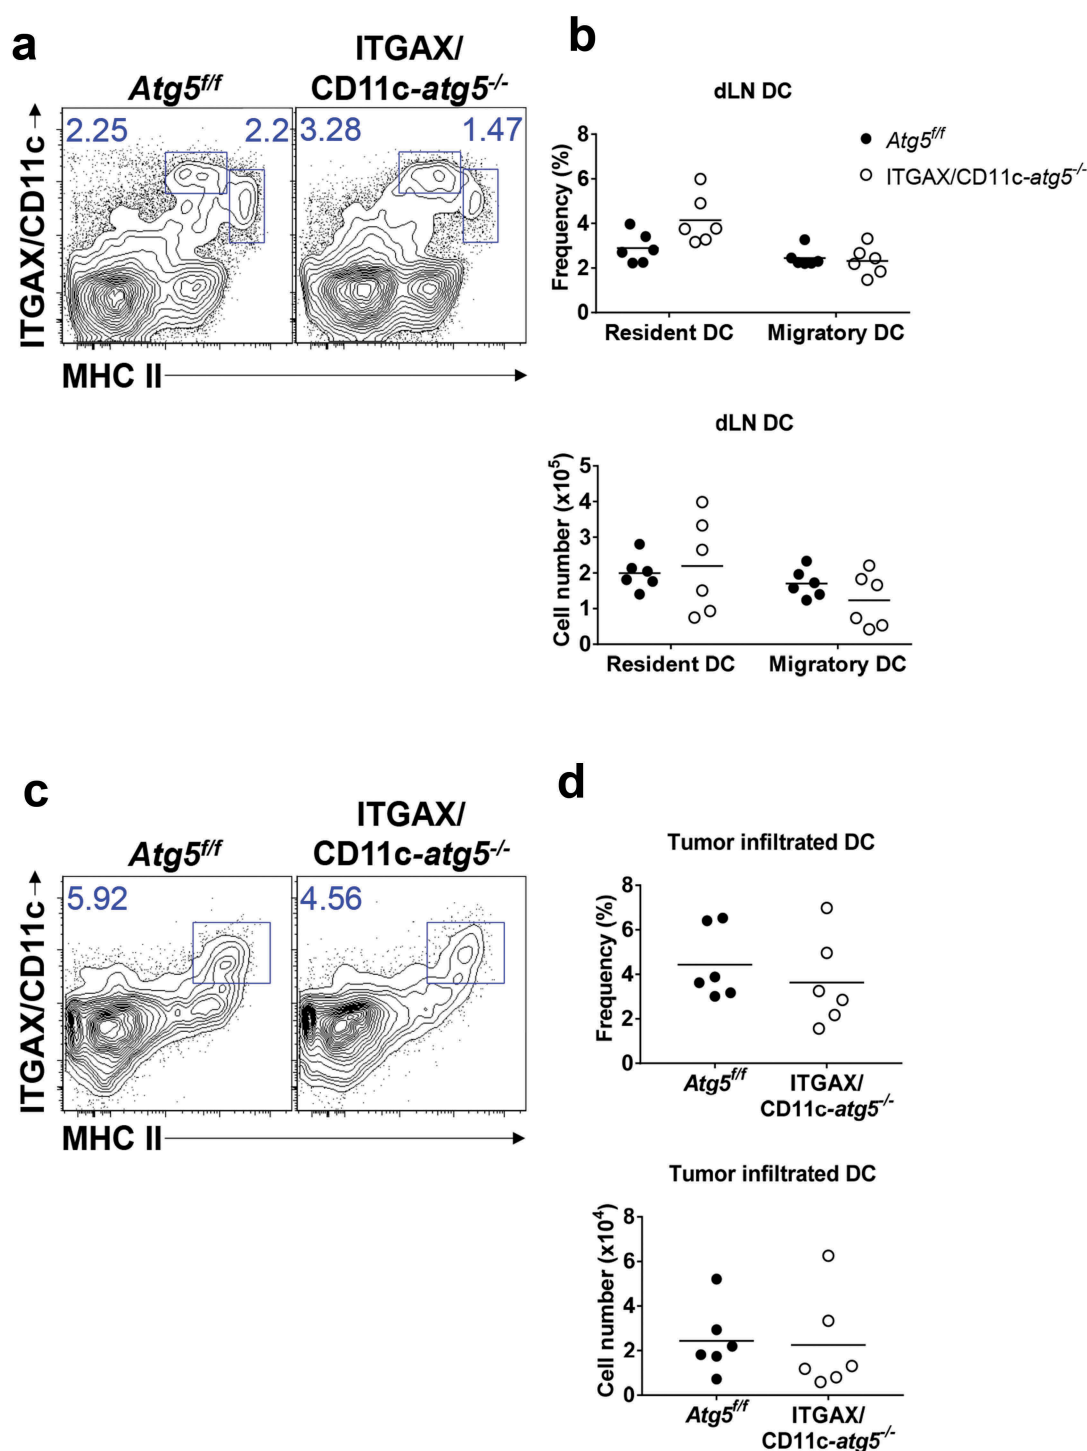 a
ITGAX/
Atg5f/f CD11c-atg5-/-
ITGAX/CD11c
2.25 2.2 3.28 1.47
MHC II
b
dLN DC
Frequency (%)
8
6
4
2
0
Atg5f/f
ITGAX/CD11c-atg5-/-
Resident DC Migratory DC
dLN DC
Cell number (x10^5)
5
4
3
2
1
0
Resident DC Migratory DC
c
ITGAX/
Atg5f/f CD11c-atg5-/-
ITGAX/CD11c
5.92 4.56
MHC II
d
Tumor infiltrated DC
Frequency (%)
8
6
4
2
0
Atg5f/f ITGAX/
CD11c-atg5-/-
Tumor infiltrated DC
Cell number (x10^4)
8
6
4
2
0
Atg5f/f ITGAX/
CD11c-atg5-/-